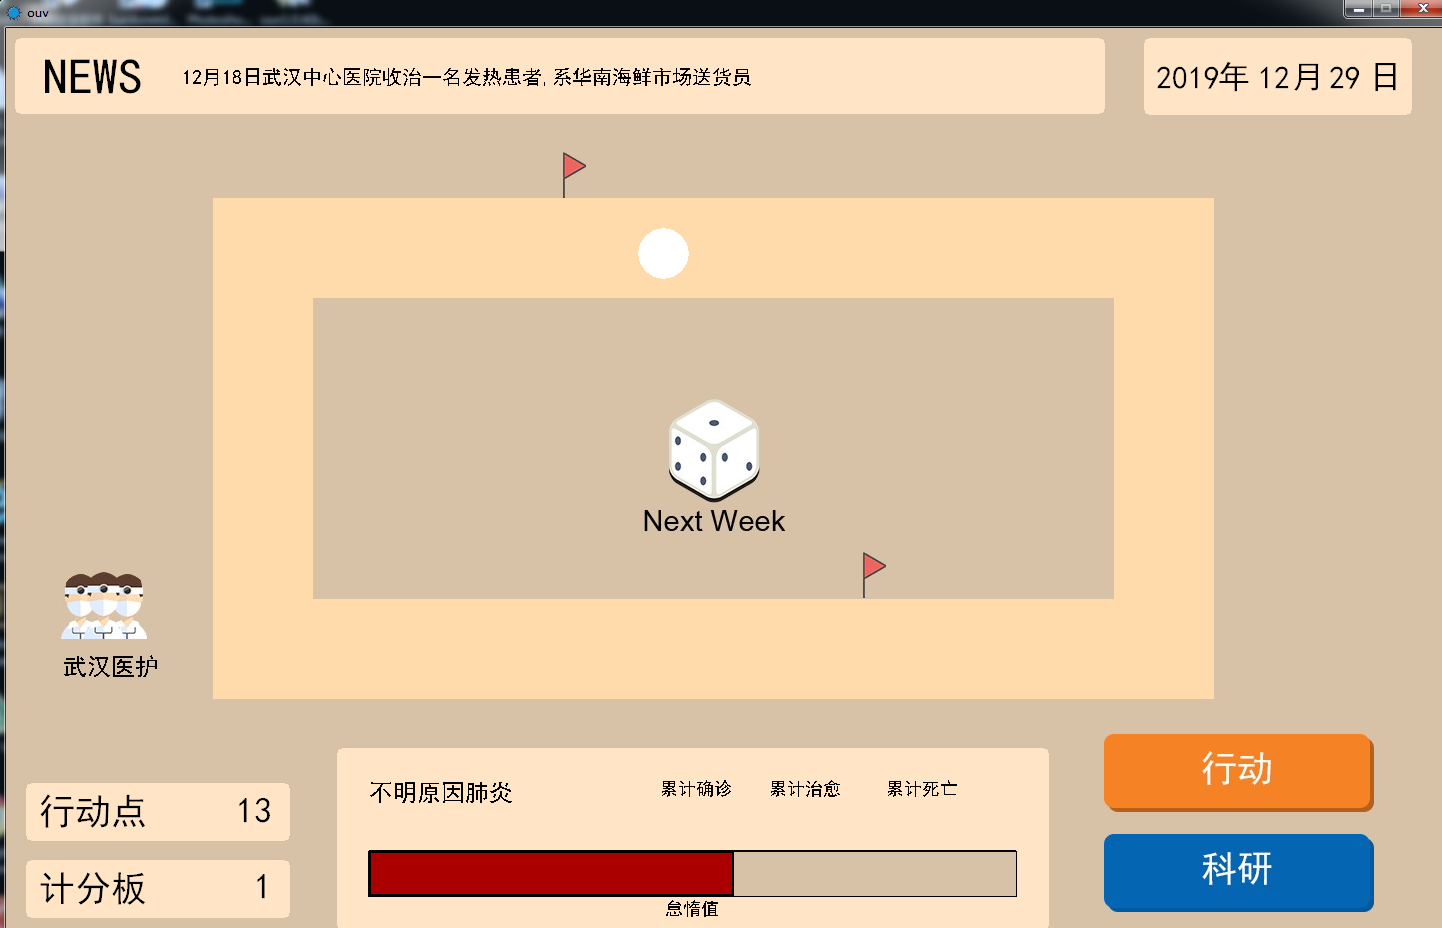 ouv
NEWS
12月18日武汉中心医院收治一名发热患者,系华南海鲜市场送货员
2019年 12月 29 日
Next Week
武汉医护
行动点 13
计分板 1
不明原因肺炎
累计确诊 累计治愈 累计死亡
怠惰值
行动
科研